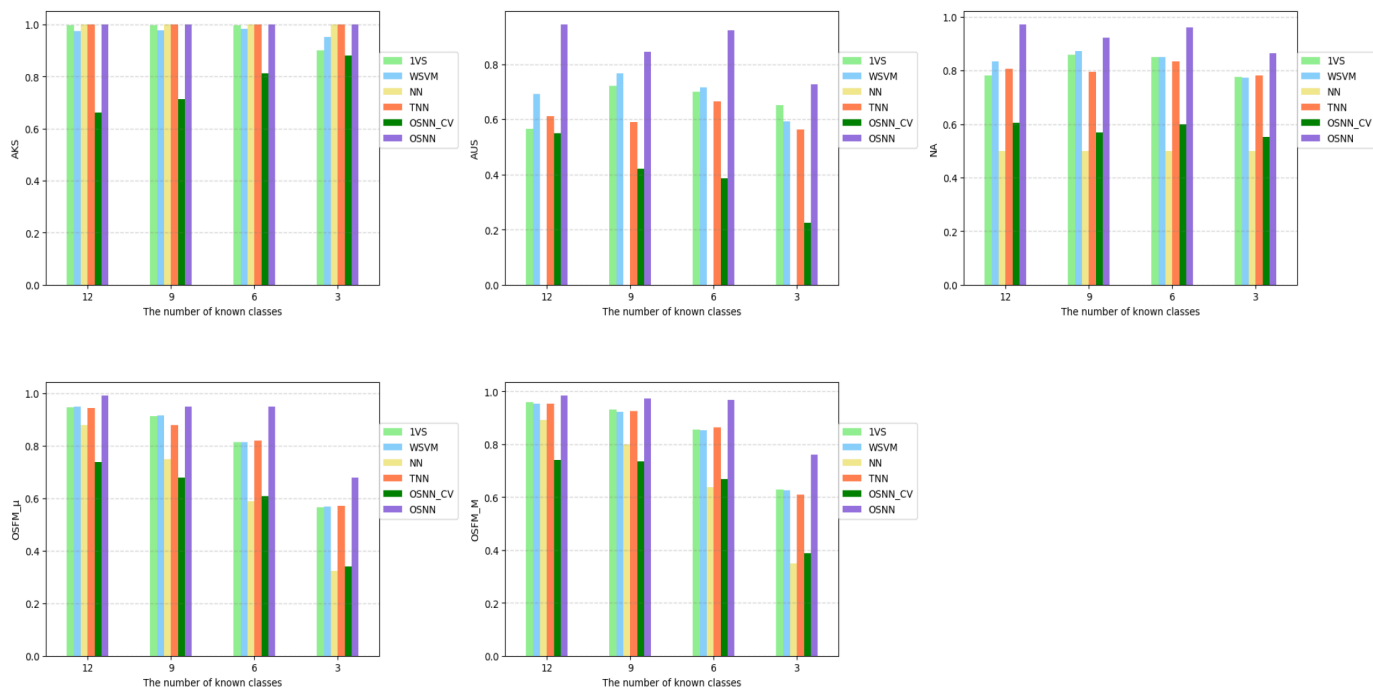 1.0
0.8
0.6
0.4
0.2
0.0
AKS
12 9 6 3
The number of known classes
1VS
WSVM
NN
TNN
OSNN_CV
OSNN
0.8
0.6
0.4
0.2
0.0
AUS
12 9 6 3
The number of known classes
1VS
WSVM
NN
TNN
OSNN_CV
OSNN
1.0
0.8
0.6
0.4
0.2
0.0
NA
12 9 6 3
The number of known classes
1VS
WSVM
NN
TNN
OSNN_CV
OSNN
1.0
0.8
0.6
0.4
0.2
0.0
OSFM_μ
12 9 6 3
The number of known classes
1VS
WSVM
NN
TNN
OSNN_CV
OSNN
1.0
0.8
0.6
0.4
0.2
0.0
OSFM_M
12 9 6 3
The number of known classes
1VS
WSVM
NN
TNN
OSNN_CV
OSNN